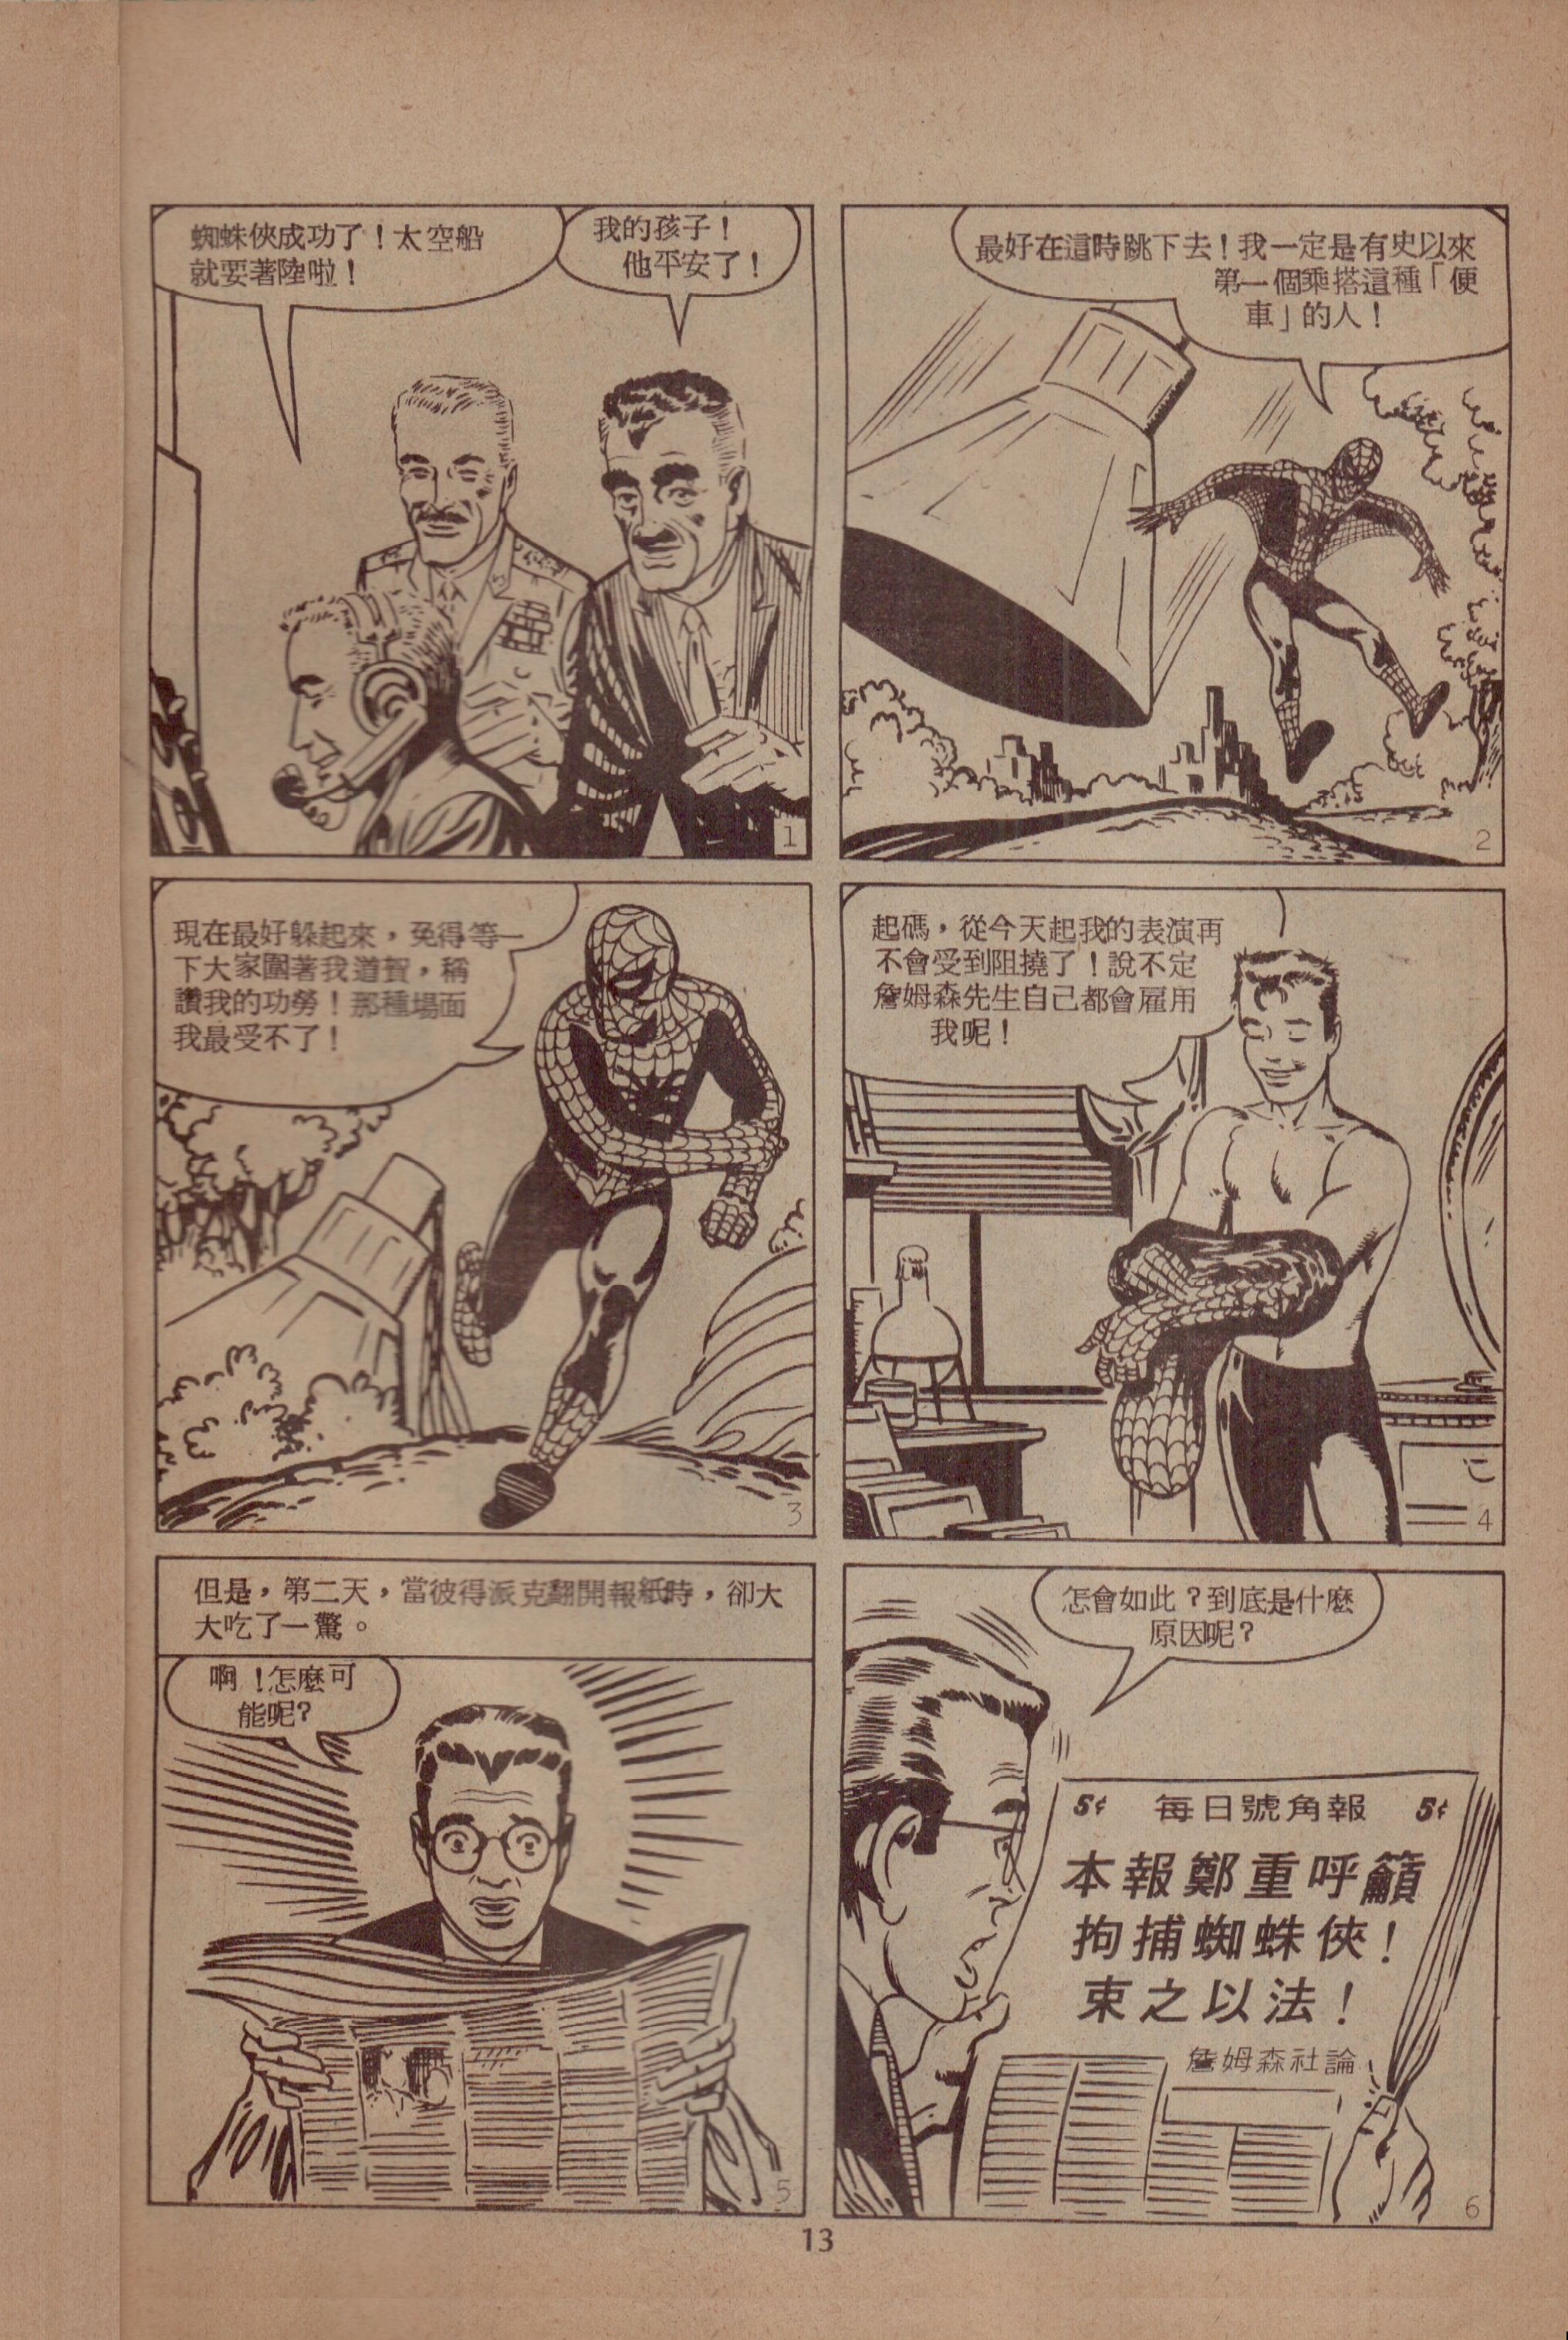 蜘蛛俠成功了！太空船
就要著陸啦！
我的孩子！
他平安了！
1
最好在這時跳下去！我一定是有史以來
第一個乘搭這種「便
車」的人！
2
現在最好躲起來，免得等一
下大家圍著我道賀，稱
讚我的功勞！那種場面
我最受不了！
3
起碼，從今天起我的表演再
不會受到阻撓了！說不定
詹姆森先生自己都會雇用
我呢！
4
但是，第二天，當彼得派克翻開報紙時，卻大
大吃了一驚。
啊！怎麼可
能呢？
5
怎會如此？到底是什麼
原因呢？
5¢ 每日號角報 5¢
本報鄭重呼籲
拘捕蜘蛛俠！
束之以法！
詹姆森社論
6
13